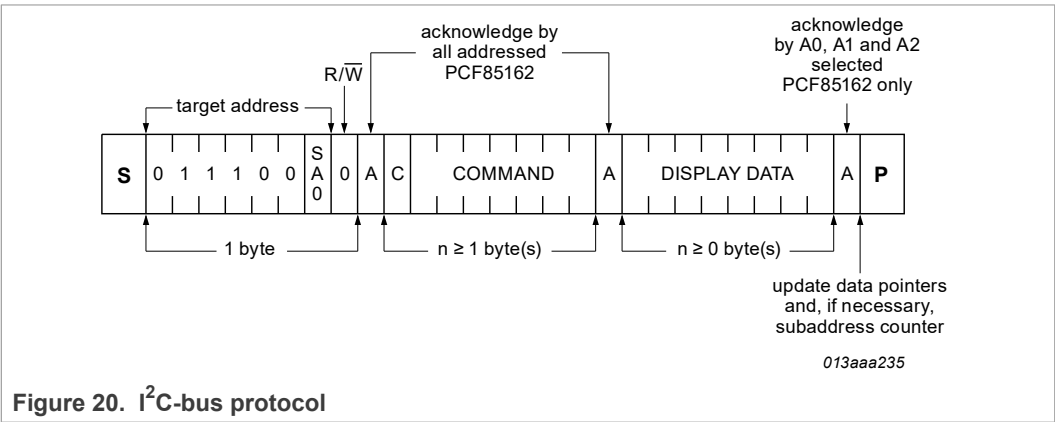 acknowledge by
all addressed
PCF85162
acknowledge
by A0, A1 and A2
selected
PCF85162 only
R/W̅
target address
S 0 1 1 1 0 0 SA0 0 A C COMMAND A DISPLAY DATA A P
1 byte
n ≥ 1 byte(s)
n ≥ 0 byte(s)
update data pointers
and, if necessary,
subaddress counter
013aaa235
Figure 20. I²C-bus protocol